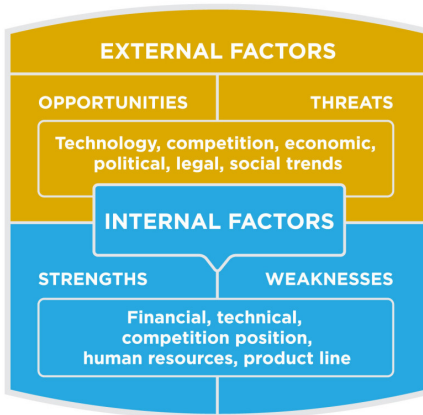 EXTERNAL FACTORS
OPPORTUNITIES
THREATS
Technology, competition, economic,
political, legal, social trends
INTERNAL FACTORS
STRENGTHS
WEAKNESSES
Financial, technical,
competition position,
human resources, product line